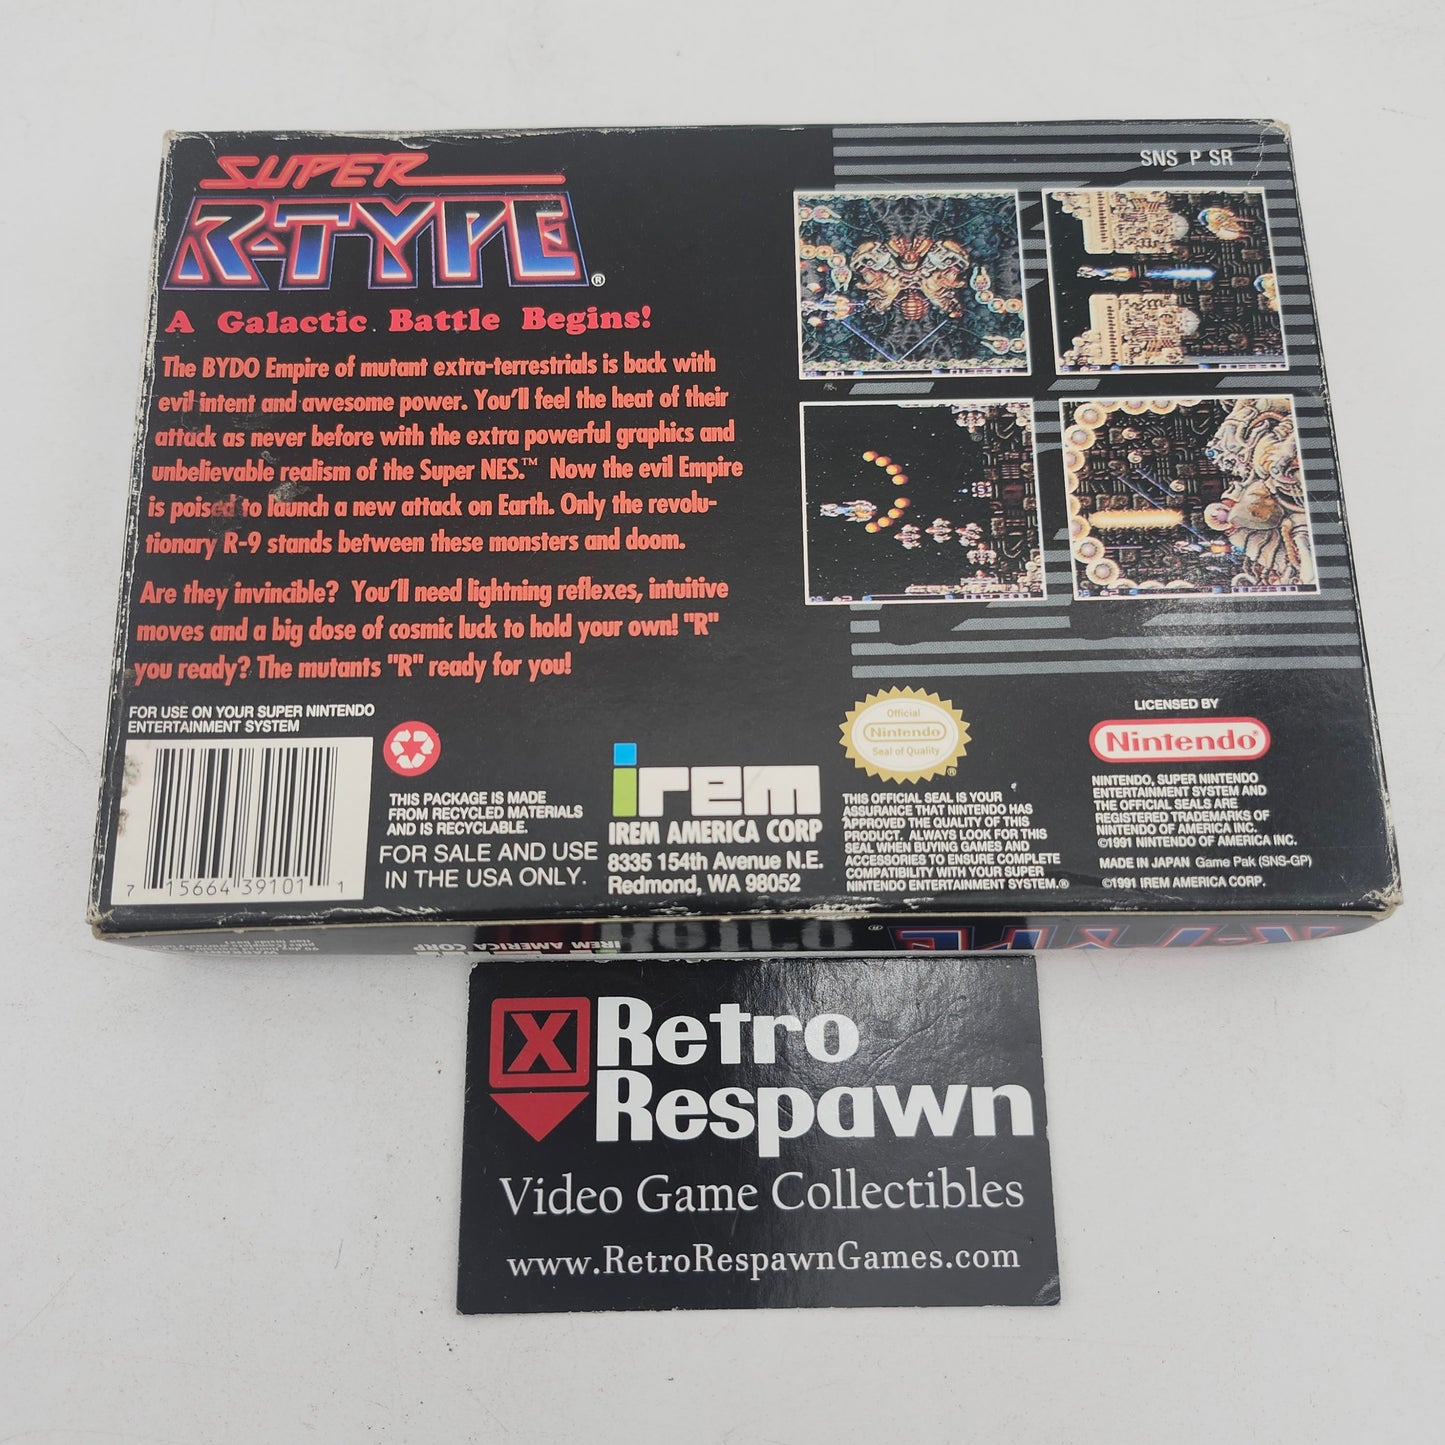 SUPER
R-TYPE®
SNS P SR
A Galactic Battle Begins!
The BYDO Empire of mutant extra-terrestrials is back with
evil intent and awesome power. You'll feel the heat of their
attack as never before with the extra powerful graphics and
unbelievable realism of the Super NES.™ Now the evil Empire
is poised to launch a new attack on Earth. Only the revolu-
tionary R-9 stands between these monsters and doom.
Are they invincible? You'll need lightning reflexes, intuitive
moves and a big dose of cosmic luck to hold your own! "R"
you ready? The mutants "R" ready for you!
FOR USE ON YOUR SUPER NINTENDO
ENTERTAINMENT SYSTEM
7 15664 39101 1
THIS PACKAGE IS MADE
FROM RECYCLED MATERIALS
AND IS RECYCLABLE.
FOR SALE AND USE
IN THE USA ONLY.
irem
IREM AMERICA CORP
8335 154th Avenue N.E.
Redmond, WA 98052
Official
Nintendo
Seal of Quality
®
THIS OFFICIAL SEAL IS YOUR
ASSURANCE THAT NINTENDO HAS
APPROVED THE QUALITY OF THIS
PRODUCT. ALWAYS LOOK FOR THIS
SEAL WHEN BUYING GAMES AND
ACCESSORIES TO ENSURE COMPLETE
COMPATIBILITY WITH YOUR SUPER
NINTENDO ENTERTAINMENT SYSTEM.®
LICENSED BY
Nintendo®
NINTENDO, SUPER NINTENDO
ENTERTAINMENT SYSTEM AND
THE OFFICIAL SEALS ARE
REGISTERED TRADEMARKS OF
NINTENDO OF AMERICA INC.
©1991 NINTENDO OF AMERICA INC.
MADE IN JAPAN Game Pak (SNS-GP)
©1991 IREM AMERICA CORP.
R-TYPE ®
IREM AMERICA CORP
X
Retro
Respawn
Video Game Collectibles
www.RetroRespawnGames.com